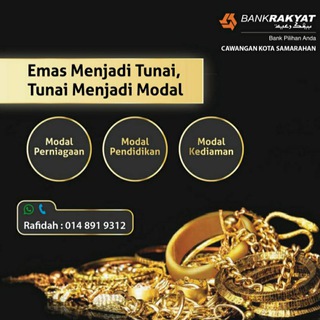 BANKRAKYAT
Bank Pilihan Anda
CAWANGAN KOTA SAMARAHAN
Emas Menjadi Tunai,
Tunai Menjadi Modal
Modal
Perniagaan
Modal
Pendidikan
Modal
Kediaman
Rafidah : 014 891 9312